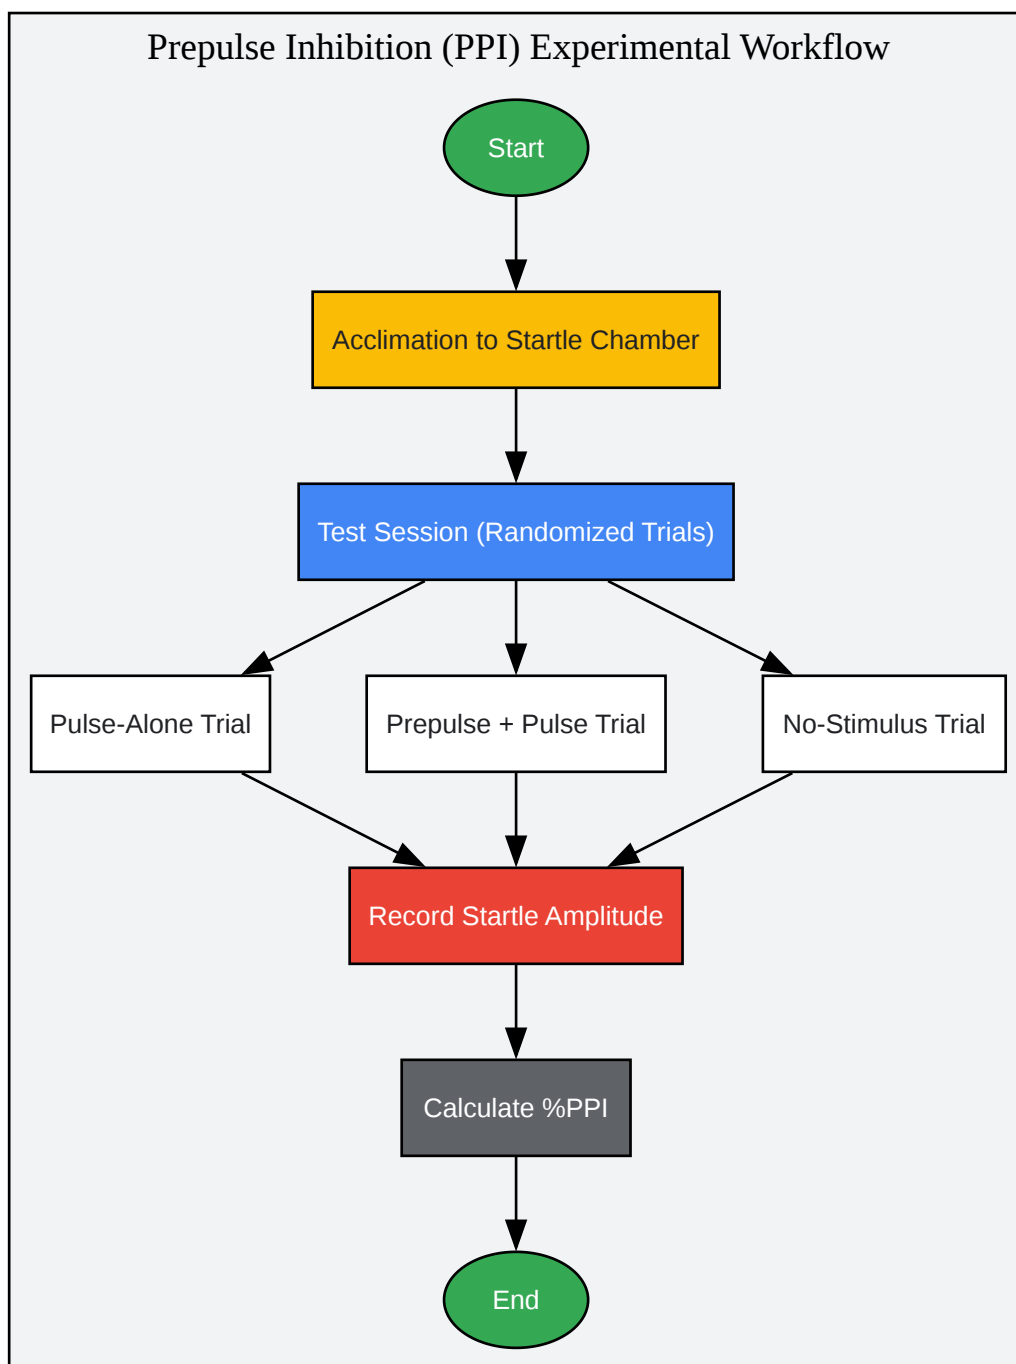 Prepulse Inhibition (PPI) Experimental Workflow
Start
Acclimation to Startle Chamber
Test Session (Randomized Trials)
Pulse-Alone Trial
Prepulse + Pulse Trial
No-Stimulus Trial
Record Startle Amplitude
Calculate %PPI
End